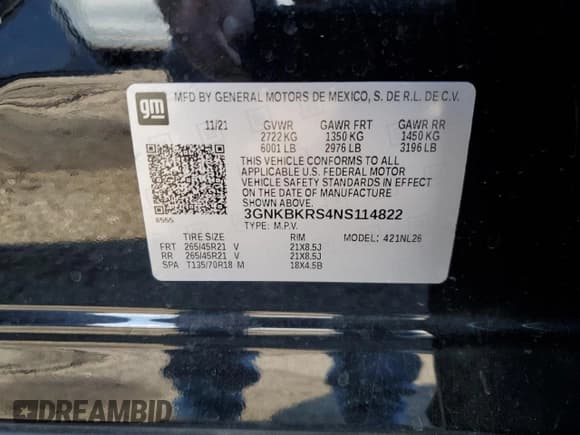 gm MFD BY GENERAL MOTORS DE MEXICO, S. DE R.L. DE C.V.
11/21 GVWR GAWR FRT GAWR RR
2722 KG 1350 KG 1450 KG
6001 LB 2976 LB 3196 LB
THIS VEHICLE CONFORMS TO ALL
APPLICABLE U.S. FEDERAL MOTOR
VEHICLE SAFETY STANDARDS IN EFFECT
ON THE DATE OF MANUFACTURE
SHOWN ABOVE.
3GNKBKRS4NS114822
TYPE: M.P.V.
TIRE SIZE RIM MODEL: 421NL26
FRT 265/45R21 V 21X8.5J
RR 265/45R21 V 21X8.5J
SPA T135/70R18 M 18X4.5B
DREAMBID